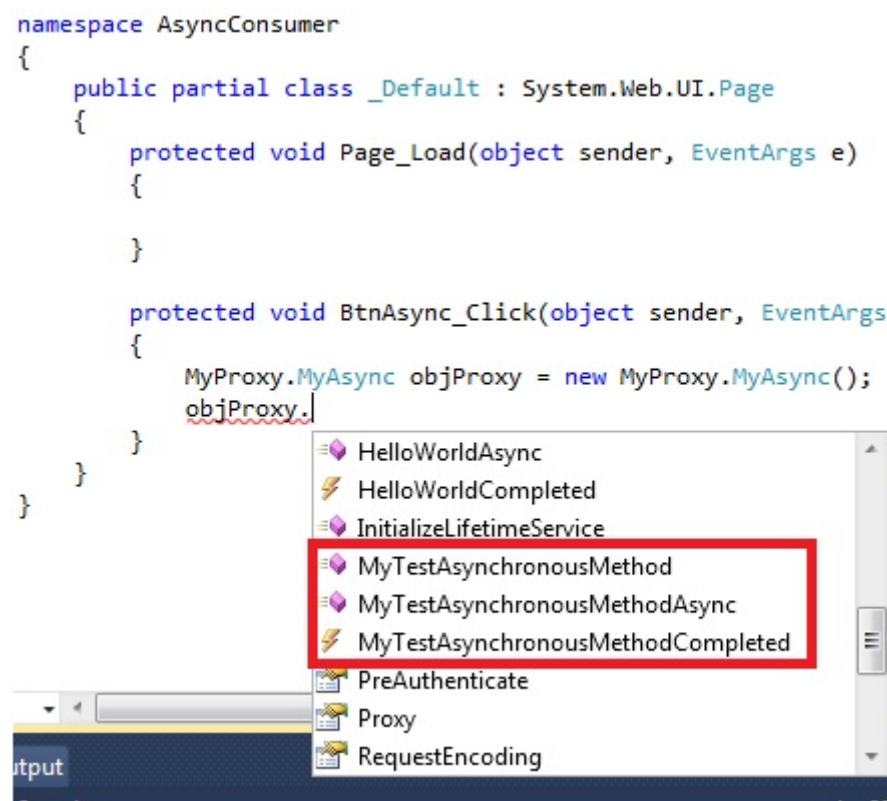 namespace AsyncConsumer
{
public partial class _Default : System.Web.UI.Page
{
protected void Page_Load(object sender, EventArgs e)
{
}
protected void BtnAsync_Click(object sender, EventArgs
{
MyProxy.MyAsync objProxy = new MyProxy.MyAsync();
objProxy.
}
}
}
HelloWorldAsync
HelloWorldCompleted
InitializeLifetimeService
MyTestAsynchronousMethod
MyTestAsynchronousMethodAsync
MyTestAsynchronousMethodCompleted
PreAuthenticate
Proxy
RequestEncoding
utput